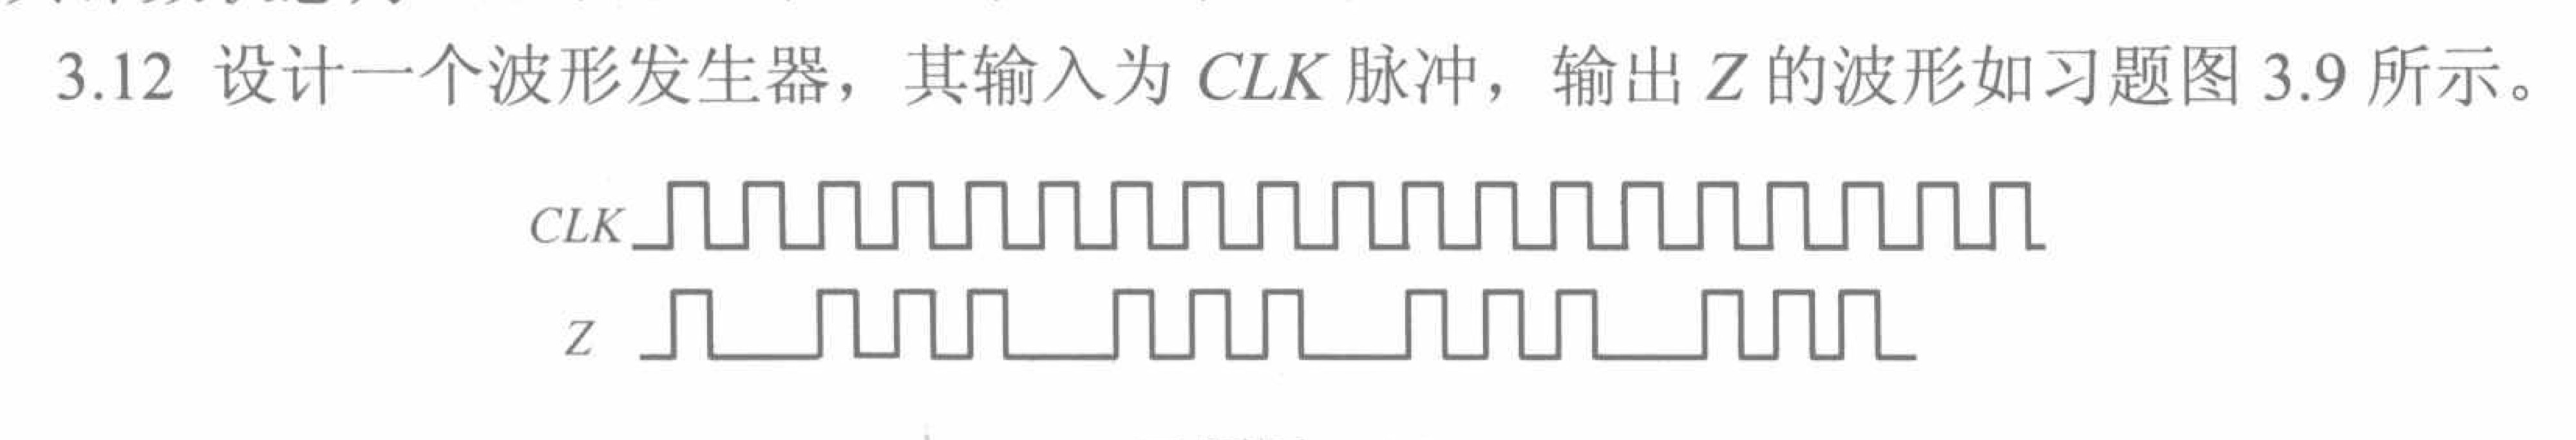 3.12 设计一个波形发生器，其输入为 CLK 脉冲，输出 Z 的波形如习题图 3.9 所示。
CLK
Z